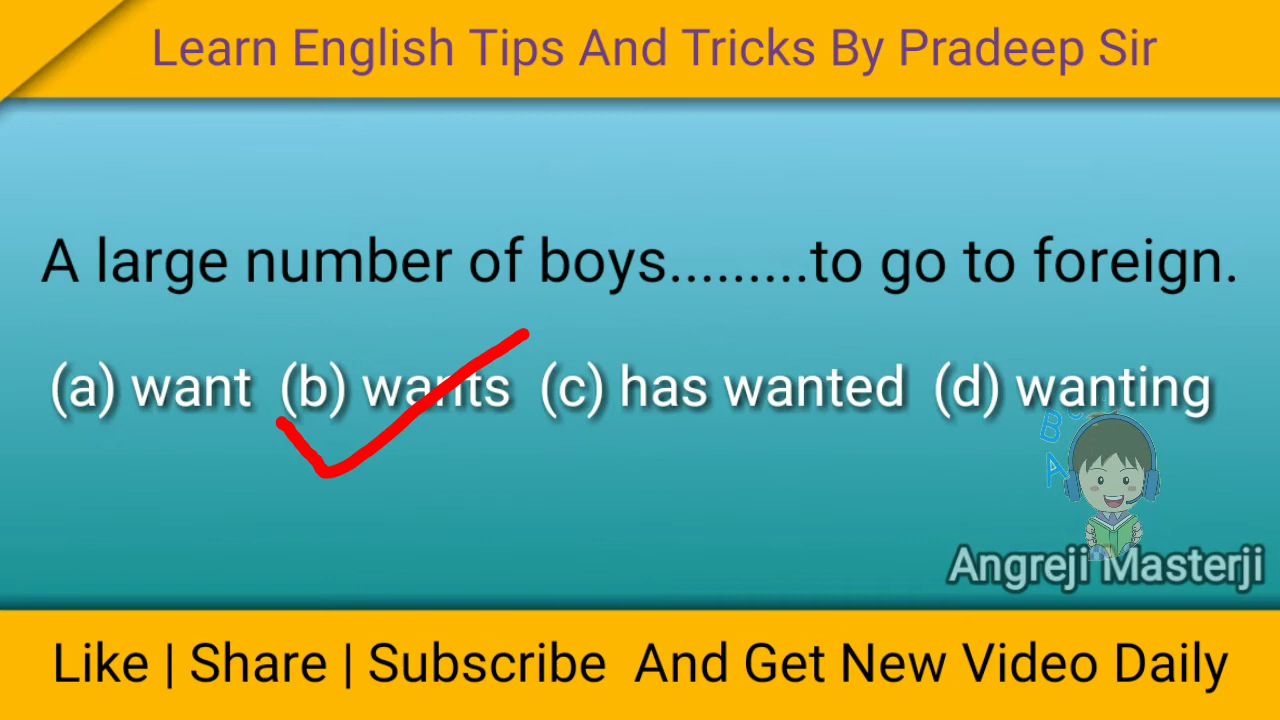 Learn English Tips And Tricks By Pradeep Sir
A large number of boys.........to go to foreign.
(a) want (b) wants (c) has wanted (d) wanting
B C
A
Angreji Masterji
Like | Share | Subscribe And Get New Video Daily